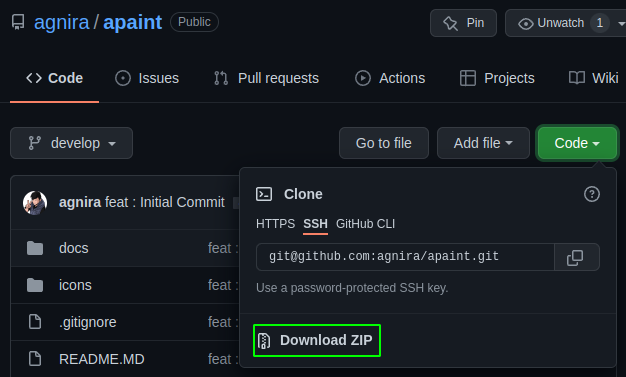 agnira / apaint Public
Pin
Unwatch 1
Code
Issues
Pull requests
Actions
Projects
Wiki
develop
Go to file
Add file
Code
agnira feat : Initial Commit
docs feat :
icons feat :
.gitignore feat :
README.MD feat :
Clone
HTTPS SSH GitHub CLI
git@github.com:agnira/apaint.git
Use a password-protected SSH key.
Download ZIP